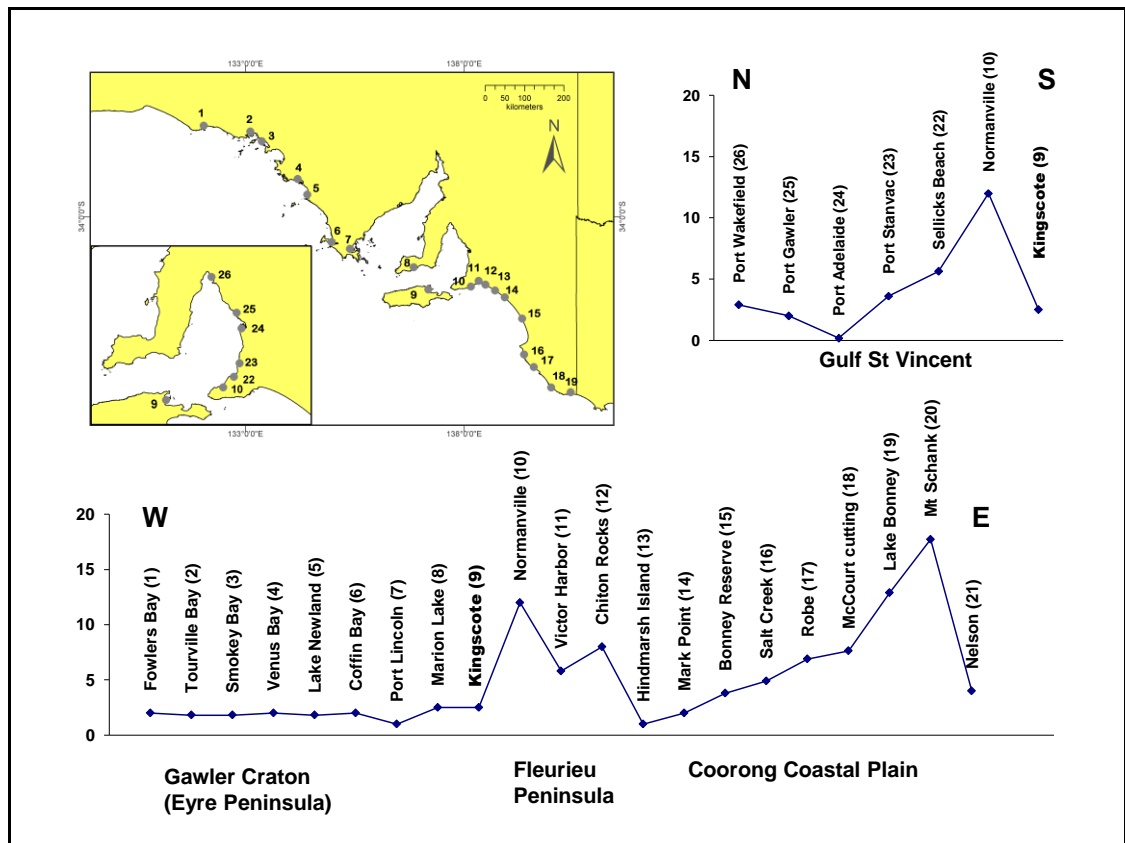 133°0'0"E
138°0'0"E
0 50 100 200
kilometers
N
34°0'0"S
34°0'0"S
1
2
3
4
5
6
7
8
9
10
11
12
13
14
15
16
17
18
19
26
25
24
23
22
10
9
133°0'0"E
138°0'0"E
N
S
20
15
10
5
0
Port Wakefield (26)
Port Gawler (25)
Port Adelaide (24)
Port Stanvac (23)
Sellicks Beach (22)
Normanville (10)
Kingscote (9)
Gulf St Vincent
W
E
20
15
10
5
0
Fowlers Bay (1)
Tourville Bay (2)
Smokey Bay (3)
Venus Bay (4)
Lake Newland (5)
Coffin Bay (6)
Port Lincoln (7)
Marion Lake (8)
Kingscote (9)
Normanville (10)
Victor Harbor (11)
Chiton Rocks (12)
Hindmarsh Island (13)
Mark Point (14)
Bonney Reserve (15)
Salt Creek (16)
Robe (17)
McCourt cutting (18)
Lake Bonney (19)
Mt Schank (20)
Nelson (21)
Gawler Craton
(Eyre Peninsula)
Fleurieu
Peninsula
Coorong Coastal Plain